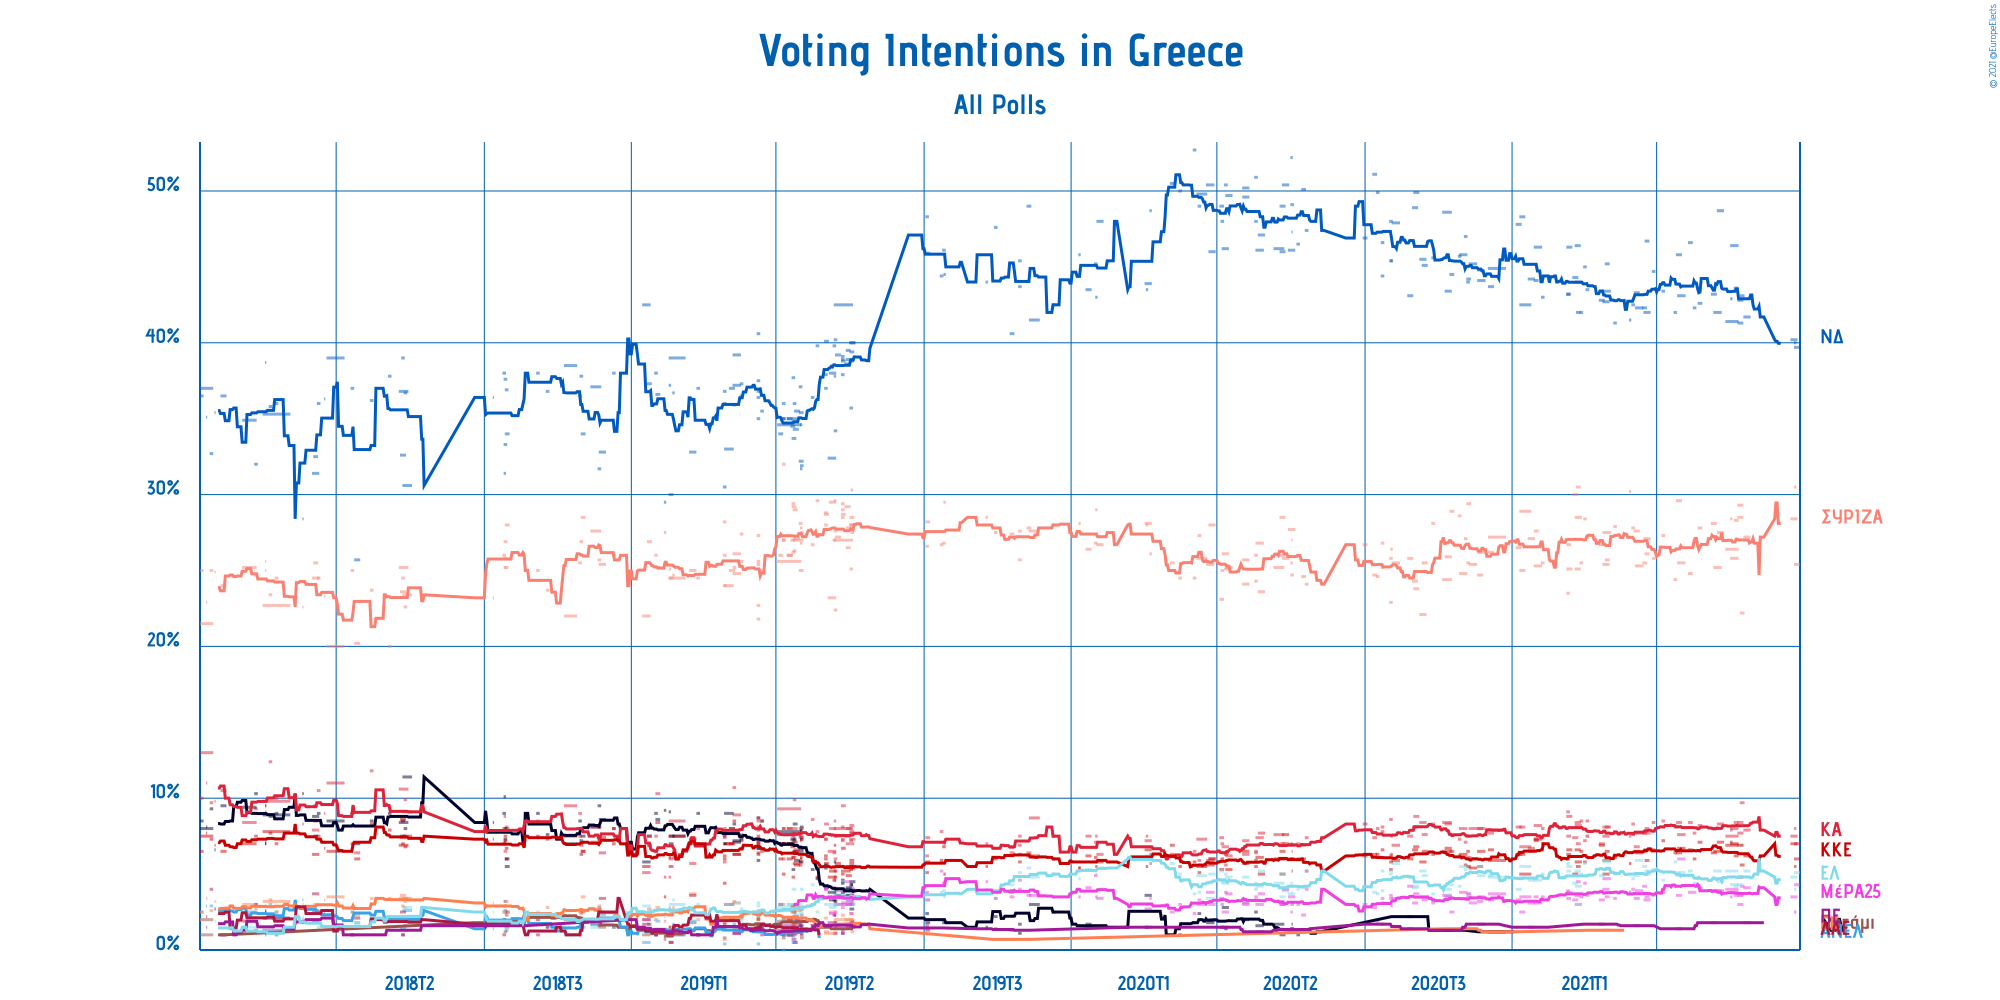 Voting Intentions in Greece
All Polls
© 2021 @EuropeElects
50%
40%
30%
20%
10%
0%
ΝΔ
ΣΥΡΙΖΑ
ΚΑ
ΚΚΕ
ΕΛ
ΜέΡΑ25
ΠΕ
2018T2
2018T3
2019T1
2019T2
2019T3
2020T1
2020T2
2020T3
2021T1